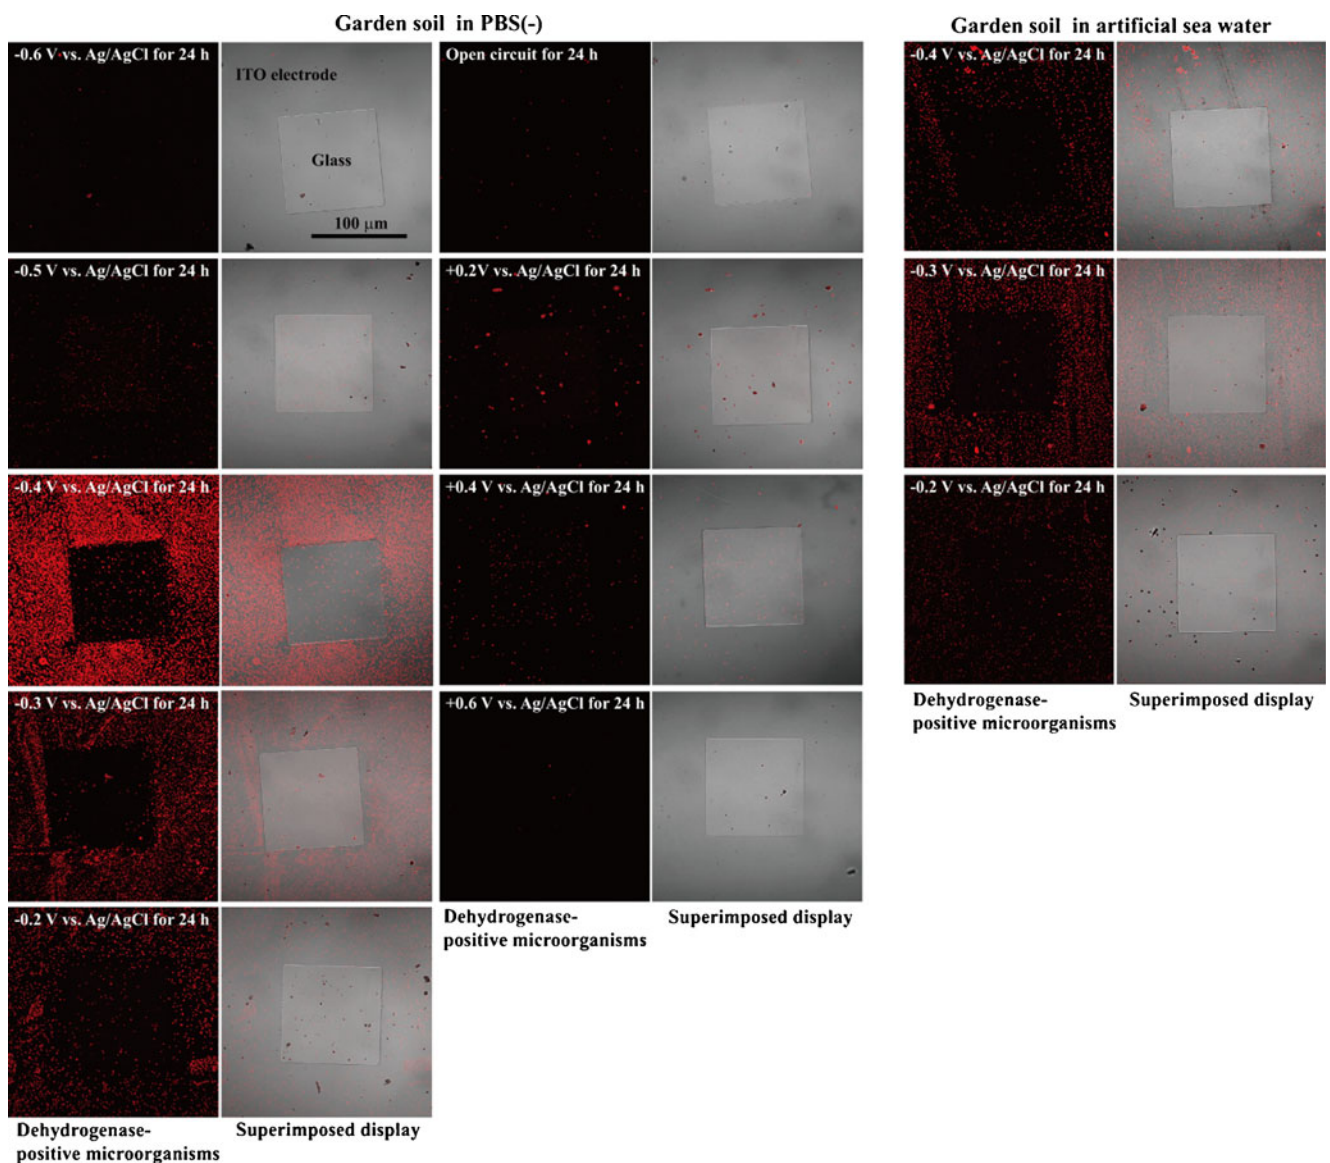 Garden soil in PBS(-)
Garden soil in artificial sea water
-0.6 V vs. Ag/AgCl for 24 h
ITO electrode
Glass
100 μm
Open circuit for 24 h
-0.4 V vs. Ag/AgCl for 24 h
-0.5 V vs. Ag/AgCl for 24 h
+0.2V vs. Ag/AgCl for 24 h
-0.3 V vs. Ag/AgCl for 24 h
-0.4 V vs. Ag/AgCl for 24 h
+0.4 V vs. Ag/AgCl for 24 h
-0.2 V vs. Ag/AgCl for 24 h
-0.3 V vs. Ag/AgCl for 24 h
+0.6 V vs. Ag/AgCl for 24 h
Dehydrogenase-
positive microorganisms
Superimposed display
-0.2 V vs. Ag/AgCl for 24 h
Dehydrogenase-
positive microorganisms
Superimposed display
Dehydrogenase-
positive microorganisms
Superimposed display